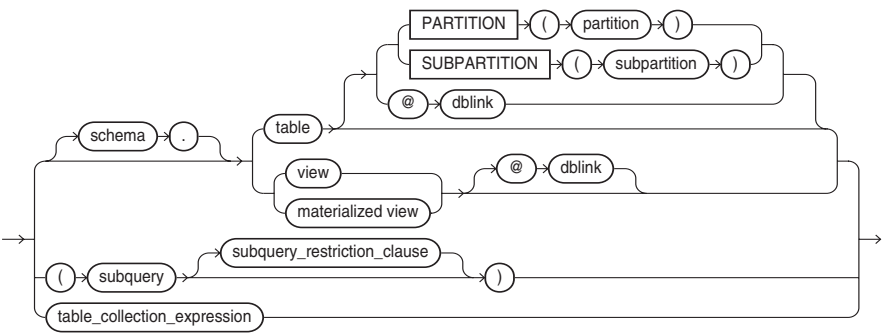 PARTITION ( partition )
SUBPARTITION ( subpartition )
@ dblink
schema . table
view @ dblink
materialized view
subquery_restriction_clause
( subquery )
table_collection_expression